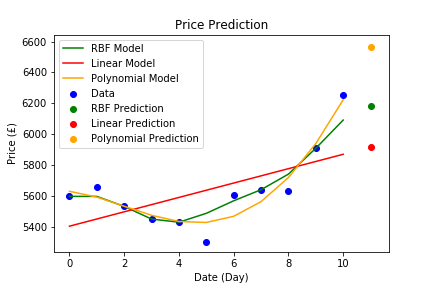 Price Prediction
RBF Model
Linear Model
Polynomial Model
Data
RBF Prediction
Linear Prediction
Polynomial Prediction
Price (£)
6600
6400
6200
6000
5800
5600
5400
0 2 4 6 8 10
Date (Day)